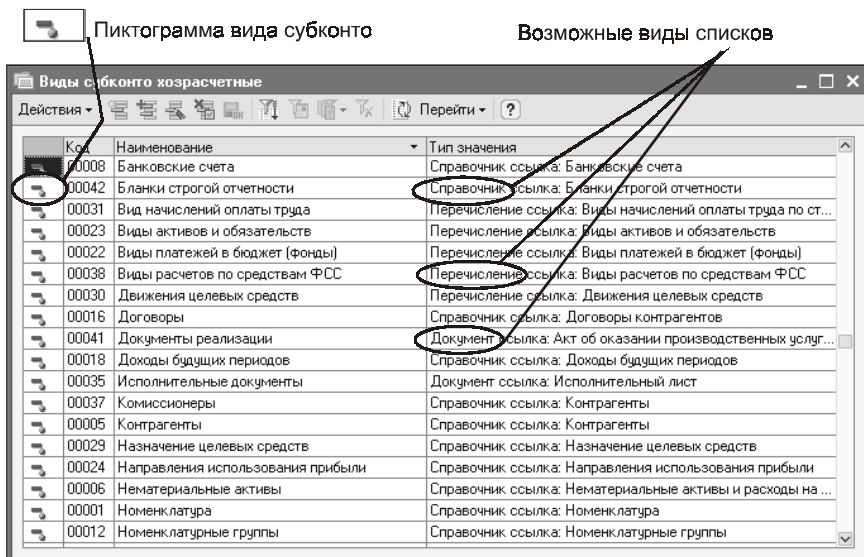 Пиктограмма вида субконто
Возможные виды списков
Виды субконто хозрасчетные
Действия Перейти ?
Код Наименование Тип значения
00008 Банковские счета Справочник ссылка: Банковские счета
00042 Бланки строгой отчетности Справочник ссылка: Бланки строгой отчетности
00031 Вид начислений оплаты труда Перечисление ссылка: Виды начислений оплаты труда по ст...
00023 Виды активов и обязательств Перечисление ссылка: Виды активов и обязательств
00022 Виды платежей в бюджет (фонды) Перечисление ссылка: Виды платежей в бюджет (фонды)
00038 Виды расчетов по средствам ФСС Перечисление ссылка: Виды расчетов по средствам ФСС
00030 Движения целевых средств Перечисление ссылка: Движения целевых средств
00016 Договоры Справочник ссылка: Договоры контрагентов
00041 Документы реализации Документ ссылка: Акт об оказании производственных услуг...
00018 Доходы будущих периодов Справочник ссылка: Доходы будущих периодов
00035 Исполнительные документы Документ ссылка: Исполнительный лист
00037 Комиссионеры Справочник ссылка: Контрагенты
00005 Контрагенты Справочник ссылка: Контрагенты
00029 Назначение целевых средств Справочник ссылка: Назначение целевых средств
00024 Направления использования прибыли Справочник ссылка: Направления использования прибыли
00006 Нематериальные активы Справочник ссылка: Нематериальные активы и расходы на ...
00001 Номенклатура Справочник ссылка: Номенклатура
00012 Номенклатурные группы Справочник ссылка: Номенклатурные группы